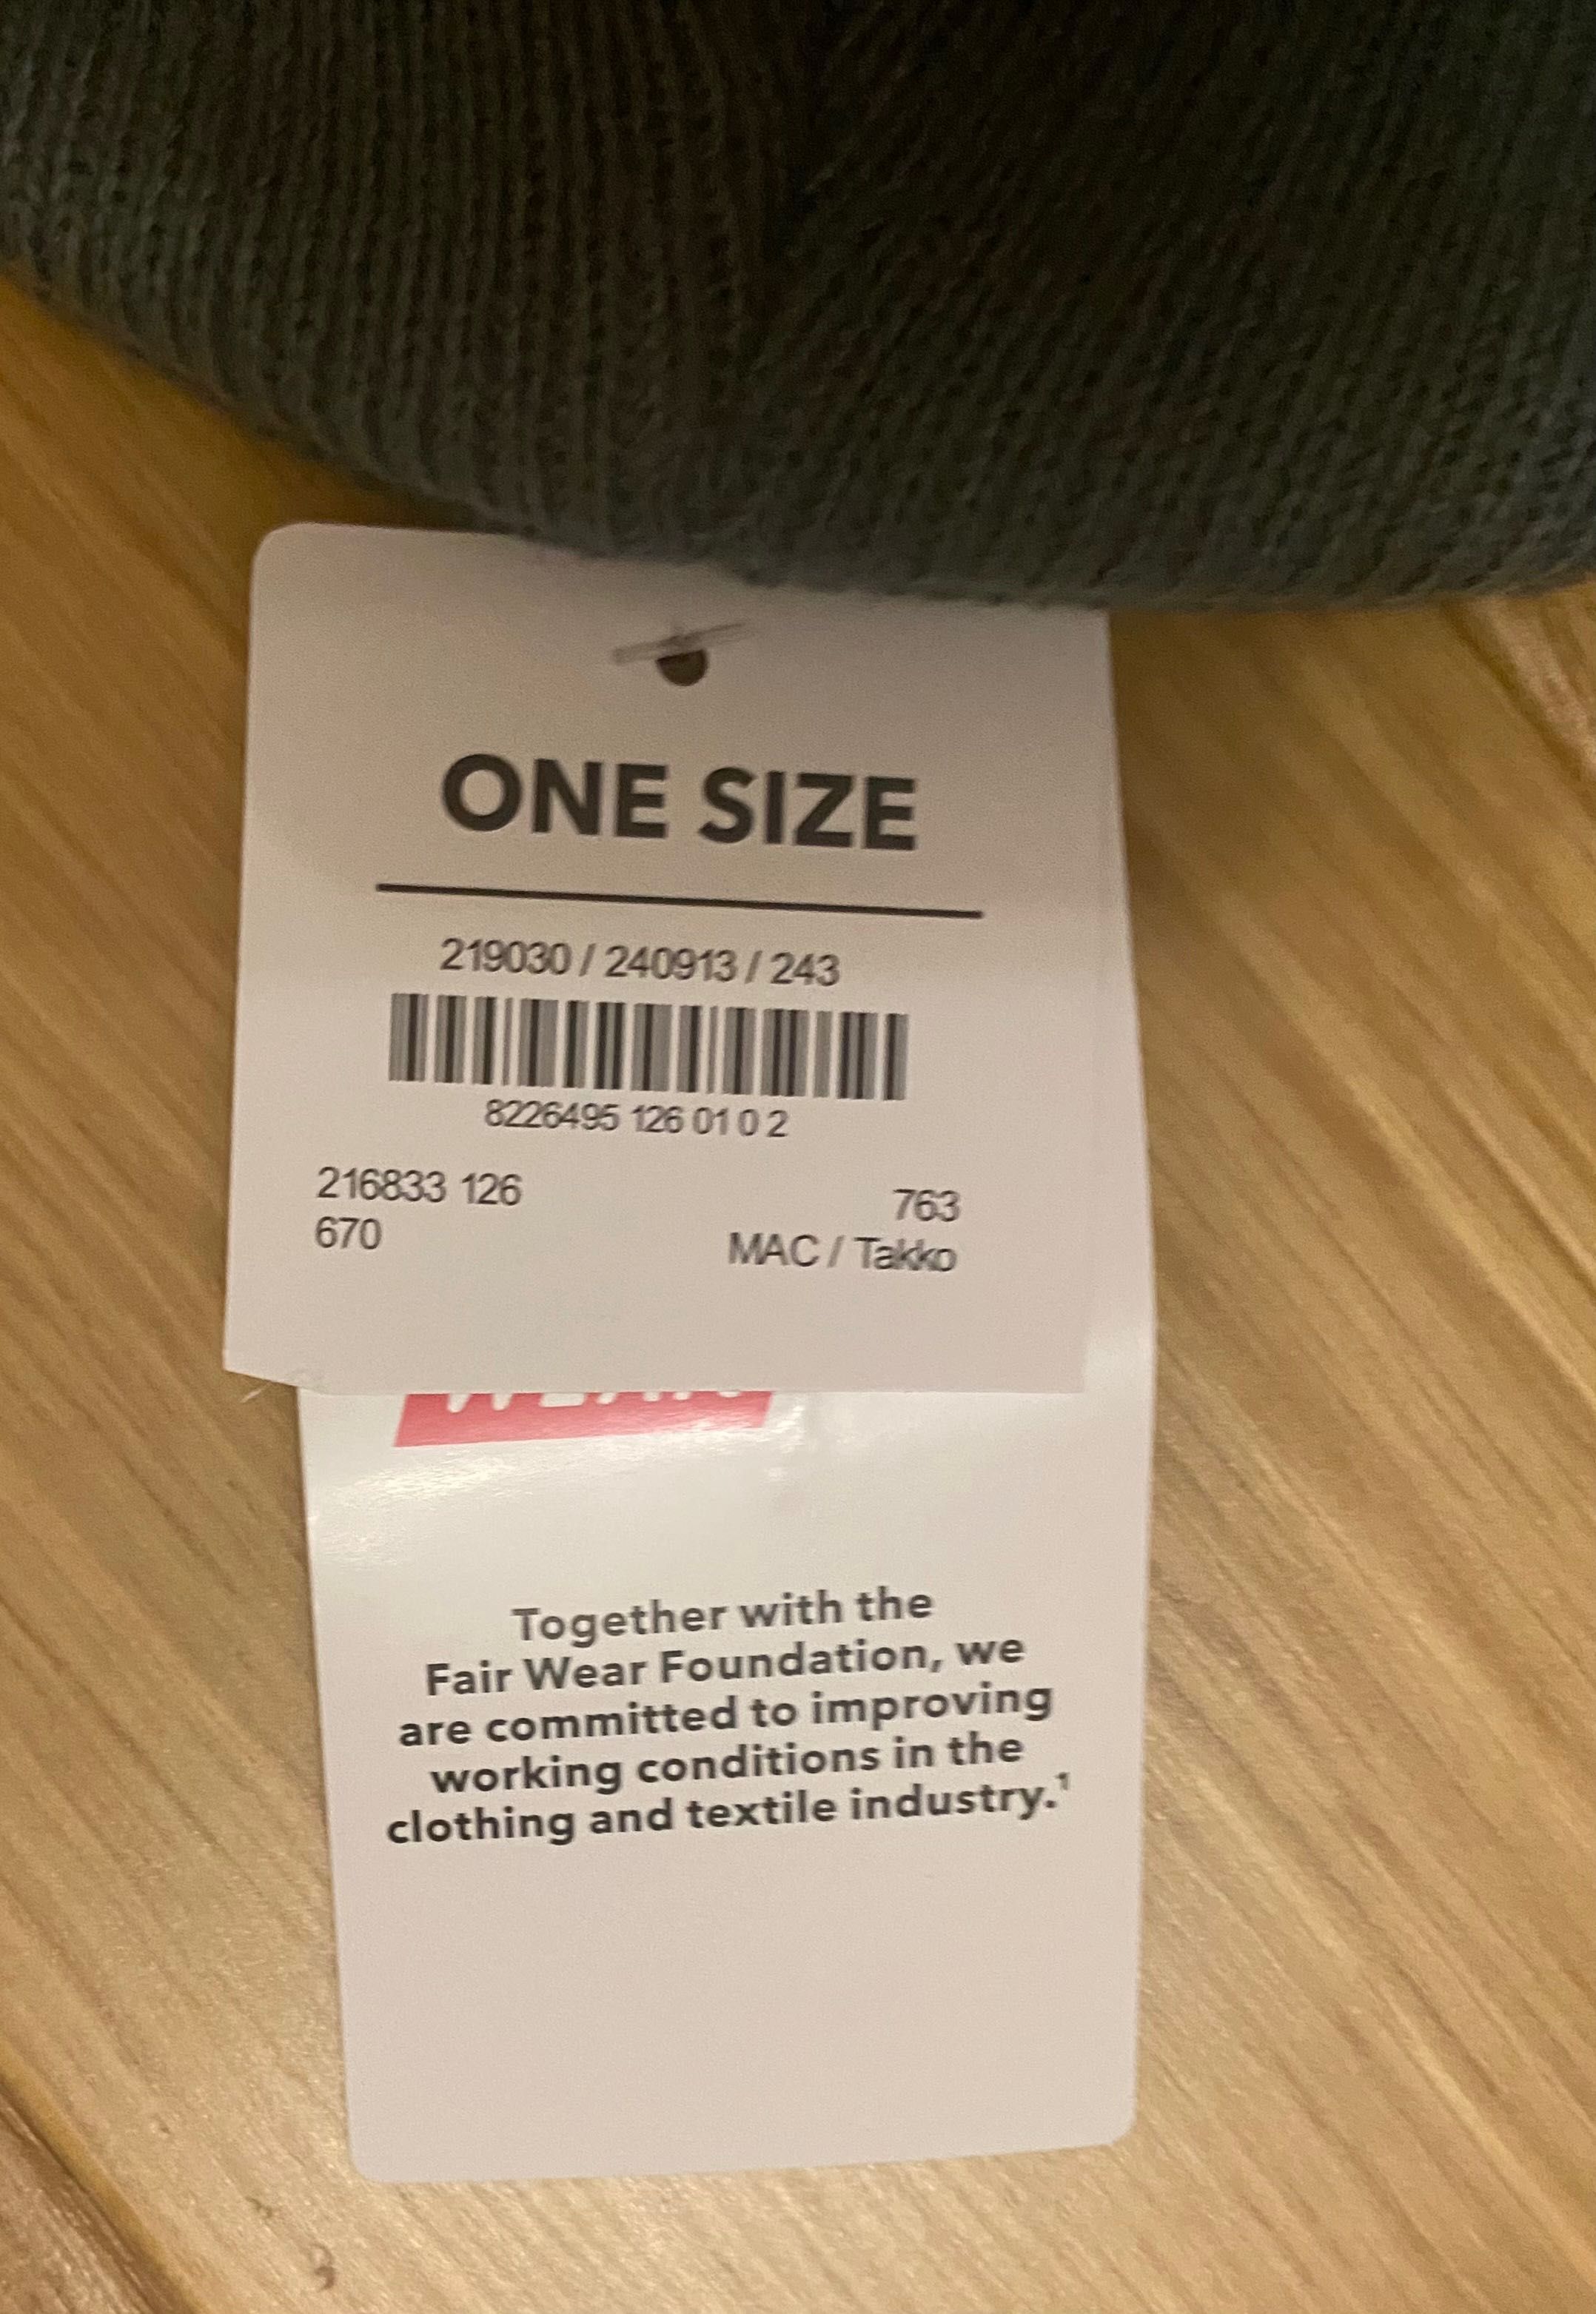 ONE SIZE
219030 / 240913 / 243
8226495 126 01 0 2
216833 126
670
763
MAC / Takko
Together with the
Fair Wear Foundation, we
are committed to improving
working conditions in the
clothing and textile industry.¹